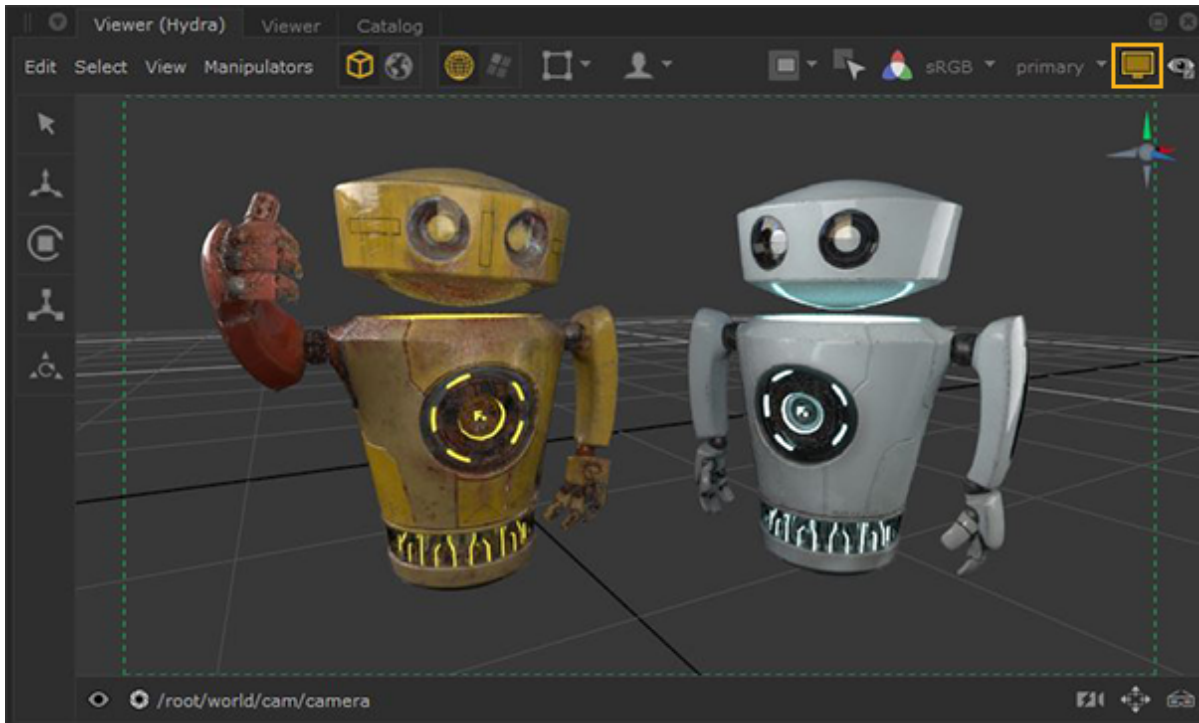 Viewer (Hydra) Viewer Catalog
Edit Select View Manipulators sRGB primary
/root/world/cam/camera